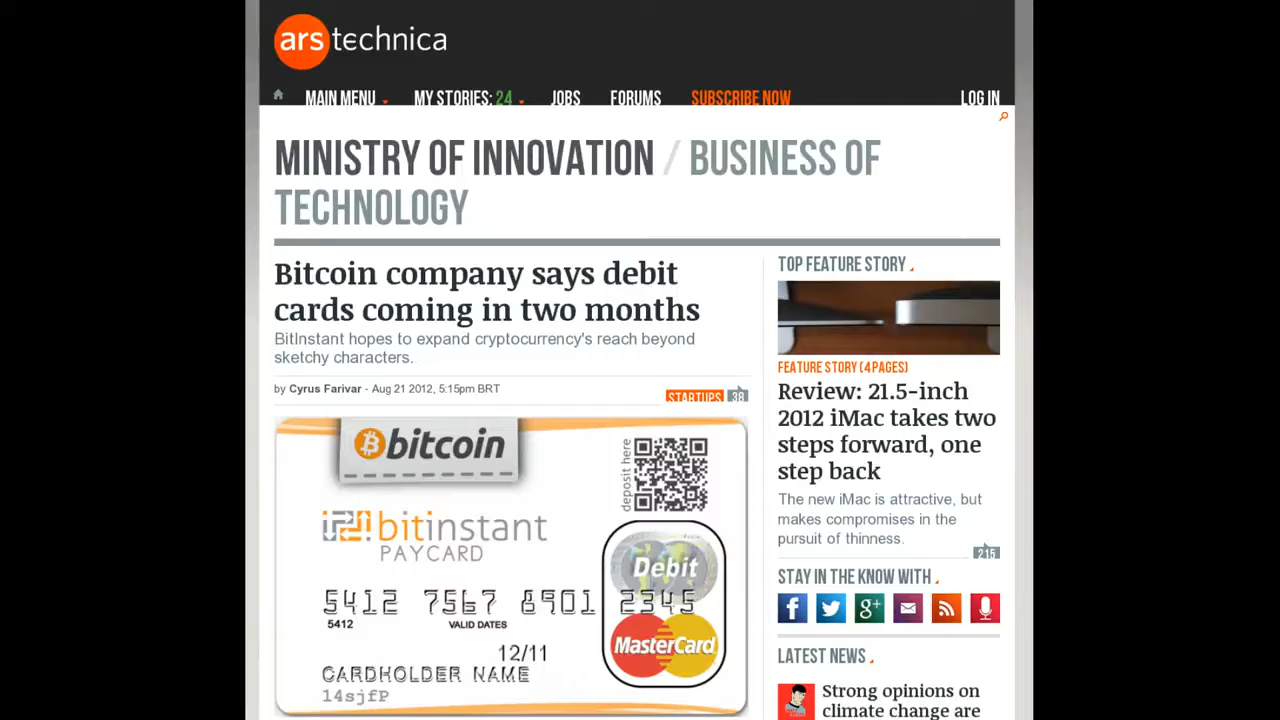 ars technica
MAIN MENU MY STORIES: 24 JOBS FORUMS SUBSCRIBE NOW LOG IN
MINISTRY OF INNOVATION / BUSINESS OF
TECHNOLOGY
Bitcoin company says debit
cards coming in two months
BitInstant hopes to expand cryptocurrency's reach beyond
sketchy characters.
by Cyrus Farivar - Aug 21 2012, 5:15pm BRT
STARTUPS 38
bitcoin
deposit here
bitinstant
PAYCARD
Debit
5412 7567 8901 2345
5412 VALID DATES
12/11
MasterCard
CARDHOLDER NAME
14sjfP
TOP FEATURE STORY
FEATURE STORY (4 PAGES)
Review: 21.5-inch
2012 iMac takes two
steps forward, one
step back
The new iMac is attractive, but
makes compromises in the
pursuit of thinness.
215
STAY IN THE KNOW WITH
LATEST NEWS
Strong opinions on
climate change are